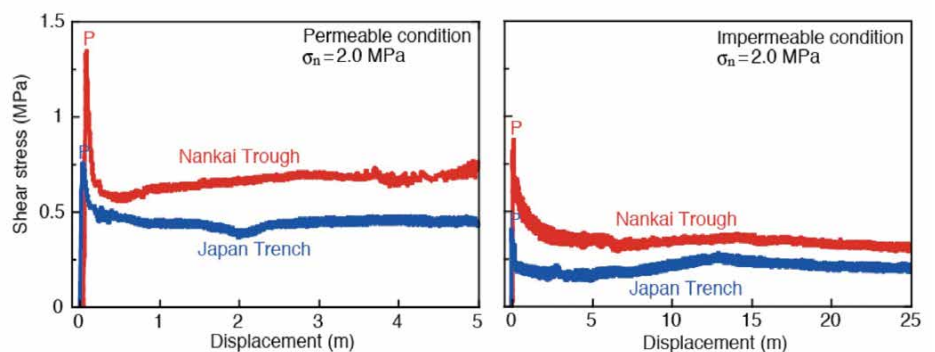 1.5
1
0.5
0
Shear stress (MPa)
P
P
Permeable condition
σn=2.0 MPa
Nankai Trough
Japan Trench
0 1 2 3 4 5
Displacement (m)
P
P
Impermeable condition
σn=2.0 MPa
Nankai Trough
Japan Trench
0 5 10 15 20 25
Displacement (m)